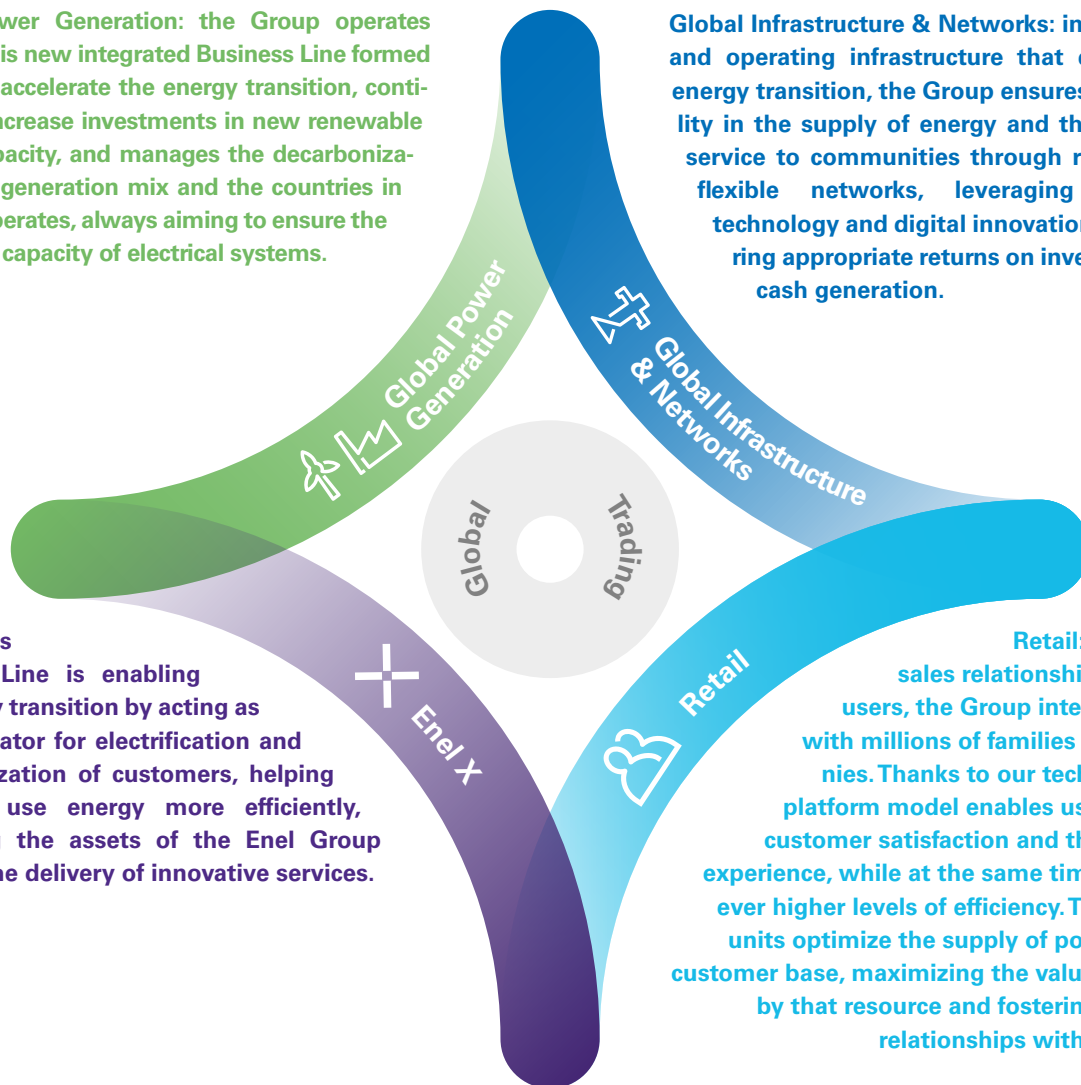 wer Generation: the Group operates
is new integrated Business Line formed
accelerate the energy transition, conti-
ncrease investments in new renewable
pacity, and manages the decarboniza-
generation mix and the countries in
perates, always aiming to ensure the
capacity of electrical systems.
Global Infrastructure & Networks: in
and operating infrastructure that
energy transition, the Group ensures
lity in the supply of energy and th
service to communities through r
flexible networks, leveraging
technology and digital innovation
ring appropriate returns on inve
cash generation.
Global Power
Generation
Global Infrastructure
& Networks
Global Trading
Enel X
Retail
s
Line is enabling
y transition by acting as
ator for electrification and
zation of customers, helping
use energy more efficiently,
g the assets of the Enel Group
ne delivery of innovative services.
Retail:
sales relationshi
users, the Group inte
with millions of families
nies. Thanks to our tech
platform model enables us
customer satisfaction and th
experience, while at the same tim
ever higher levels of efficiency. T
units optimize the supply of po
customer base, maximizing the valu
by that resource and fosterin
relationships with